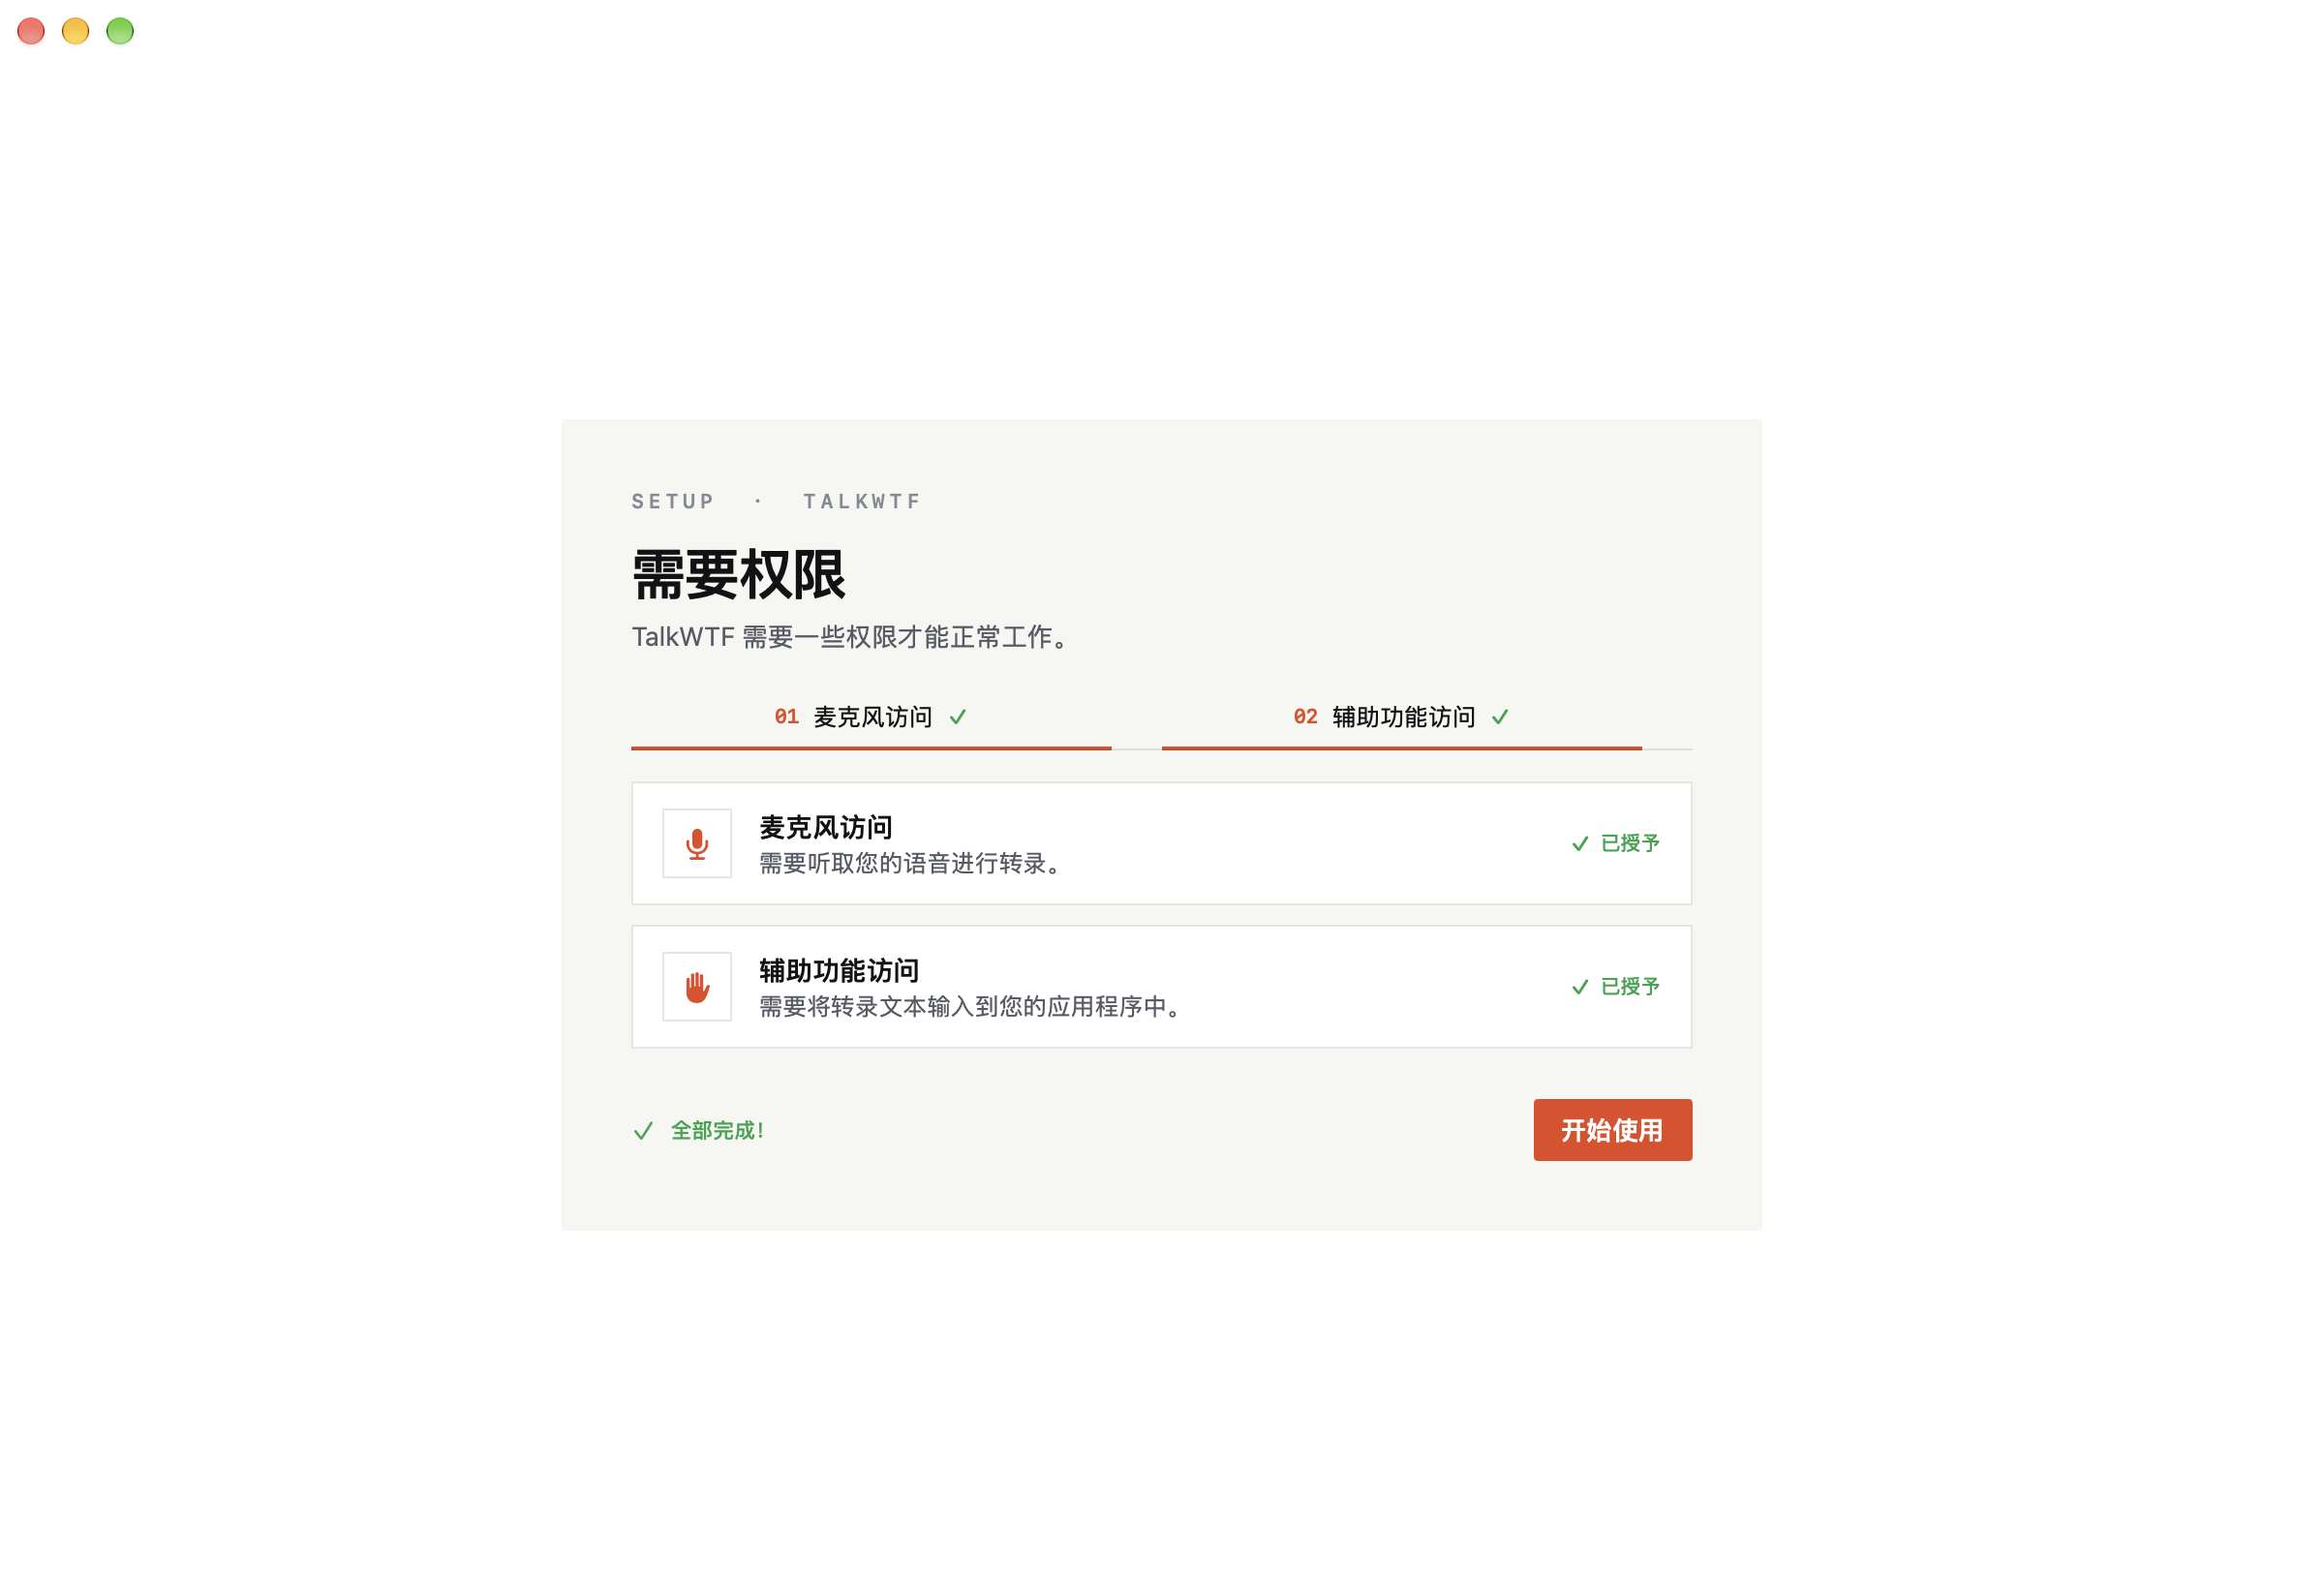 SETUP · TALKWTF
需要权限
TalkWTF 需要一些权限才能正常工作。
01 麦克风访问 ✓
02 辅助功能访问 ✓
麦克风访问
需要听取您的语音进行转录。
✓ 已授予
辅助功能访问
需要将转录文本输入到您的应用程序中。
✓ 已授予
✓ 全部完成!
开始使用